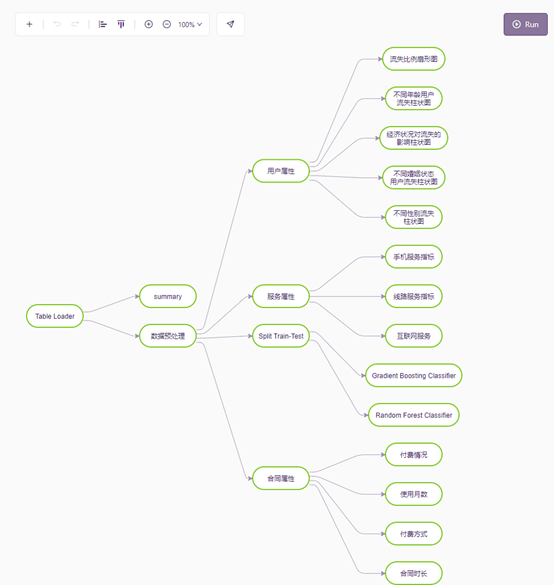 100%
Run
流失比例扇形图
不同年龄用户
流失柱状图
经济状况对流失的
影响柱状图
用户属性
不同婚姻状态
用户流失柱状图
不同性别流失
柱状图
手机服务指标
summary
服务属性
线路服务指标
Table Loader
数据预处理
Split Train-Test
互联网服务
Gradient Boosting Classifier
Random Forest Classifier
付费情况
合同属性
使用月数
付费方式
合同时长